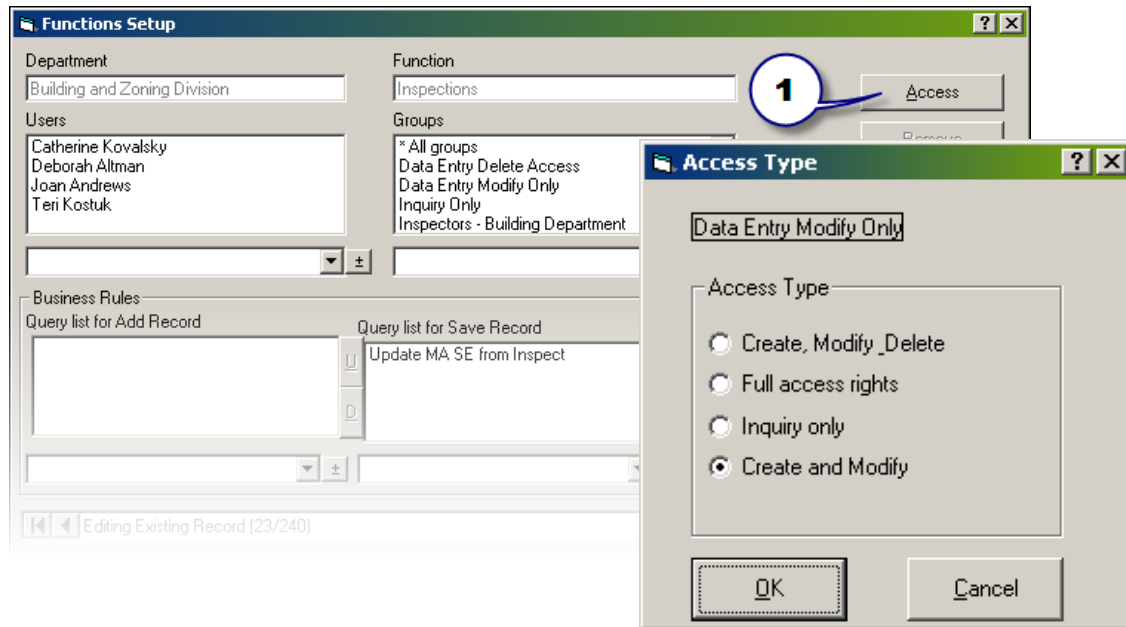 Functions Setup
Department
Function
Building and Zoning Division
Inspections
1
Access
Users
Groups
Remove
Catherine Kovalsky
Deborah Altman
Joan Andrews
Teri Kostuk
* All groups
Data Entry Delete Access
Data Entry Modify Only
Inquiry Only
Inspectors - Building Department
±
Business Rules
Query list for Add Record
Query list for Save Record
U
D
Update MA SE from Inspect
±
Editing Existing Record (23/240)
Access Type
Data Entry Modify Only
Access Type
Create, Modify _Delete
Full access rights
Inquiry only
Create and Modify
OK
Cancel